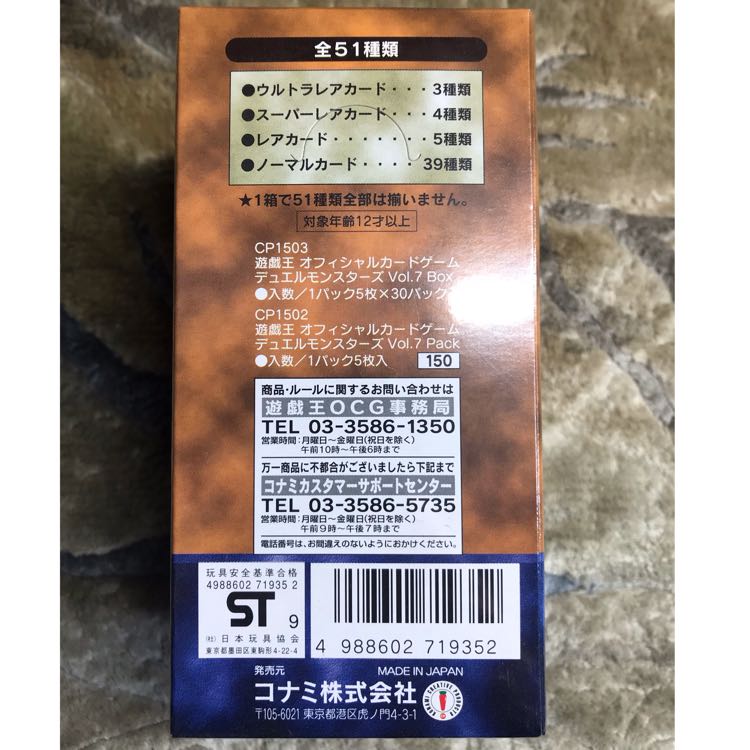 全51種類
●ウルトラレアカード・・・3種類
●スーパーレアカード・・・4種類
●レアカード・・・・・・・5種類
●ノーマルカード・・・・・39種類
★1箱で51種類全部は揃いません。
対象年齢12才以上
CP1503
遊戯王 オフィシャルカードゲーム
デュエルモンスターズ Vol.7 Box
●入数/1パック5枚×30パック
CP1502
遊戯王 オフィシャルカードゲーム
デュエルモンスターズ Vol.7 Pack
●入数/1パック5枚入 150
商品・ルールに関するお問い合わせは
遊戯王OCG事務局
TEL 03-3586-1350
営業時間:月曜日~金曜日(祝日を除く)
午前10時~午後6時まで
万一商品に不都合がございましたら下記まで
コナミカスタマーサポートセンター
TEL 03-3586-5735
営業時間:月曜日~金曜日(祝日を除く)
午前9時~午後7時まで
電話番号は、お間違えのないようにおかけください。
玩具安全基準合格
4988602 71935 2
ST 9
(社)日本玩具協会
東京都墨田区東駒形4-22-4
4 988602 719352
発売元
MADE IN JAPAN
コナミ株式会社
〒105-6021 東京都港区虎ノ門4-3-1
KONAMI CREATIVE PRODUCTS